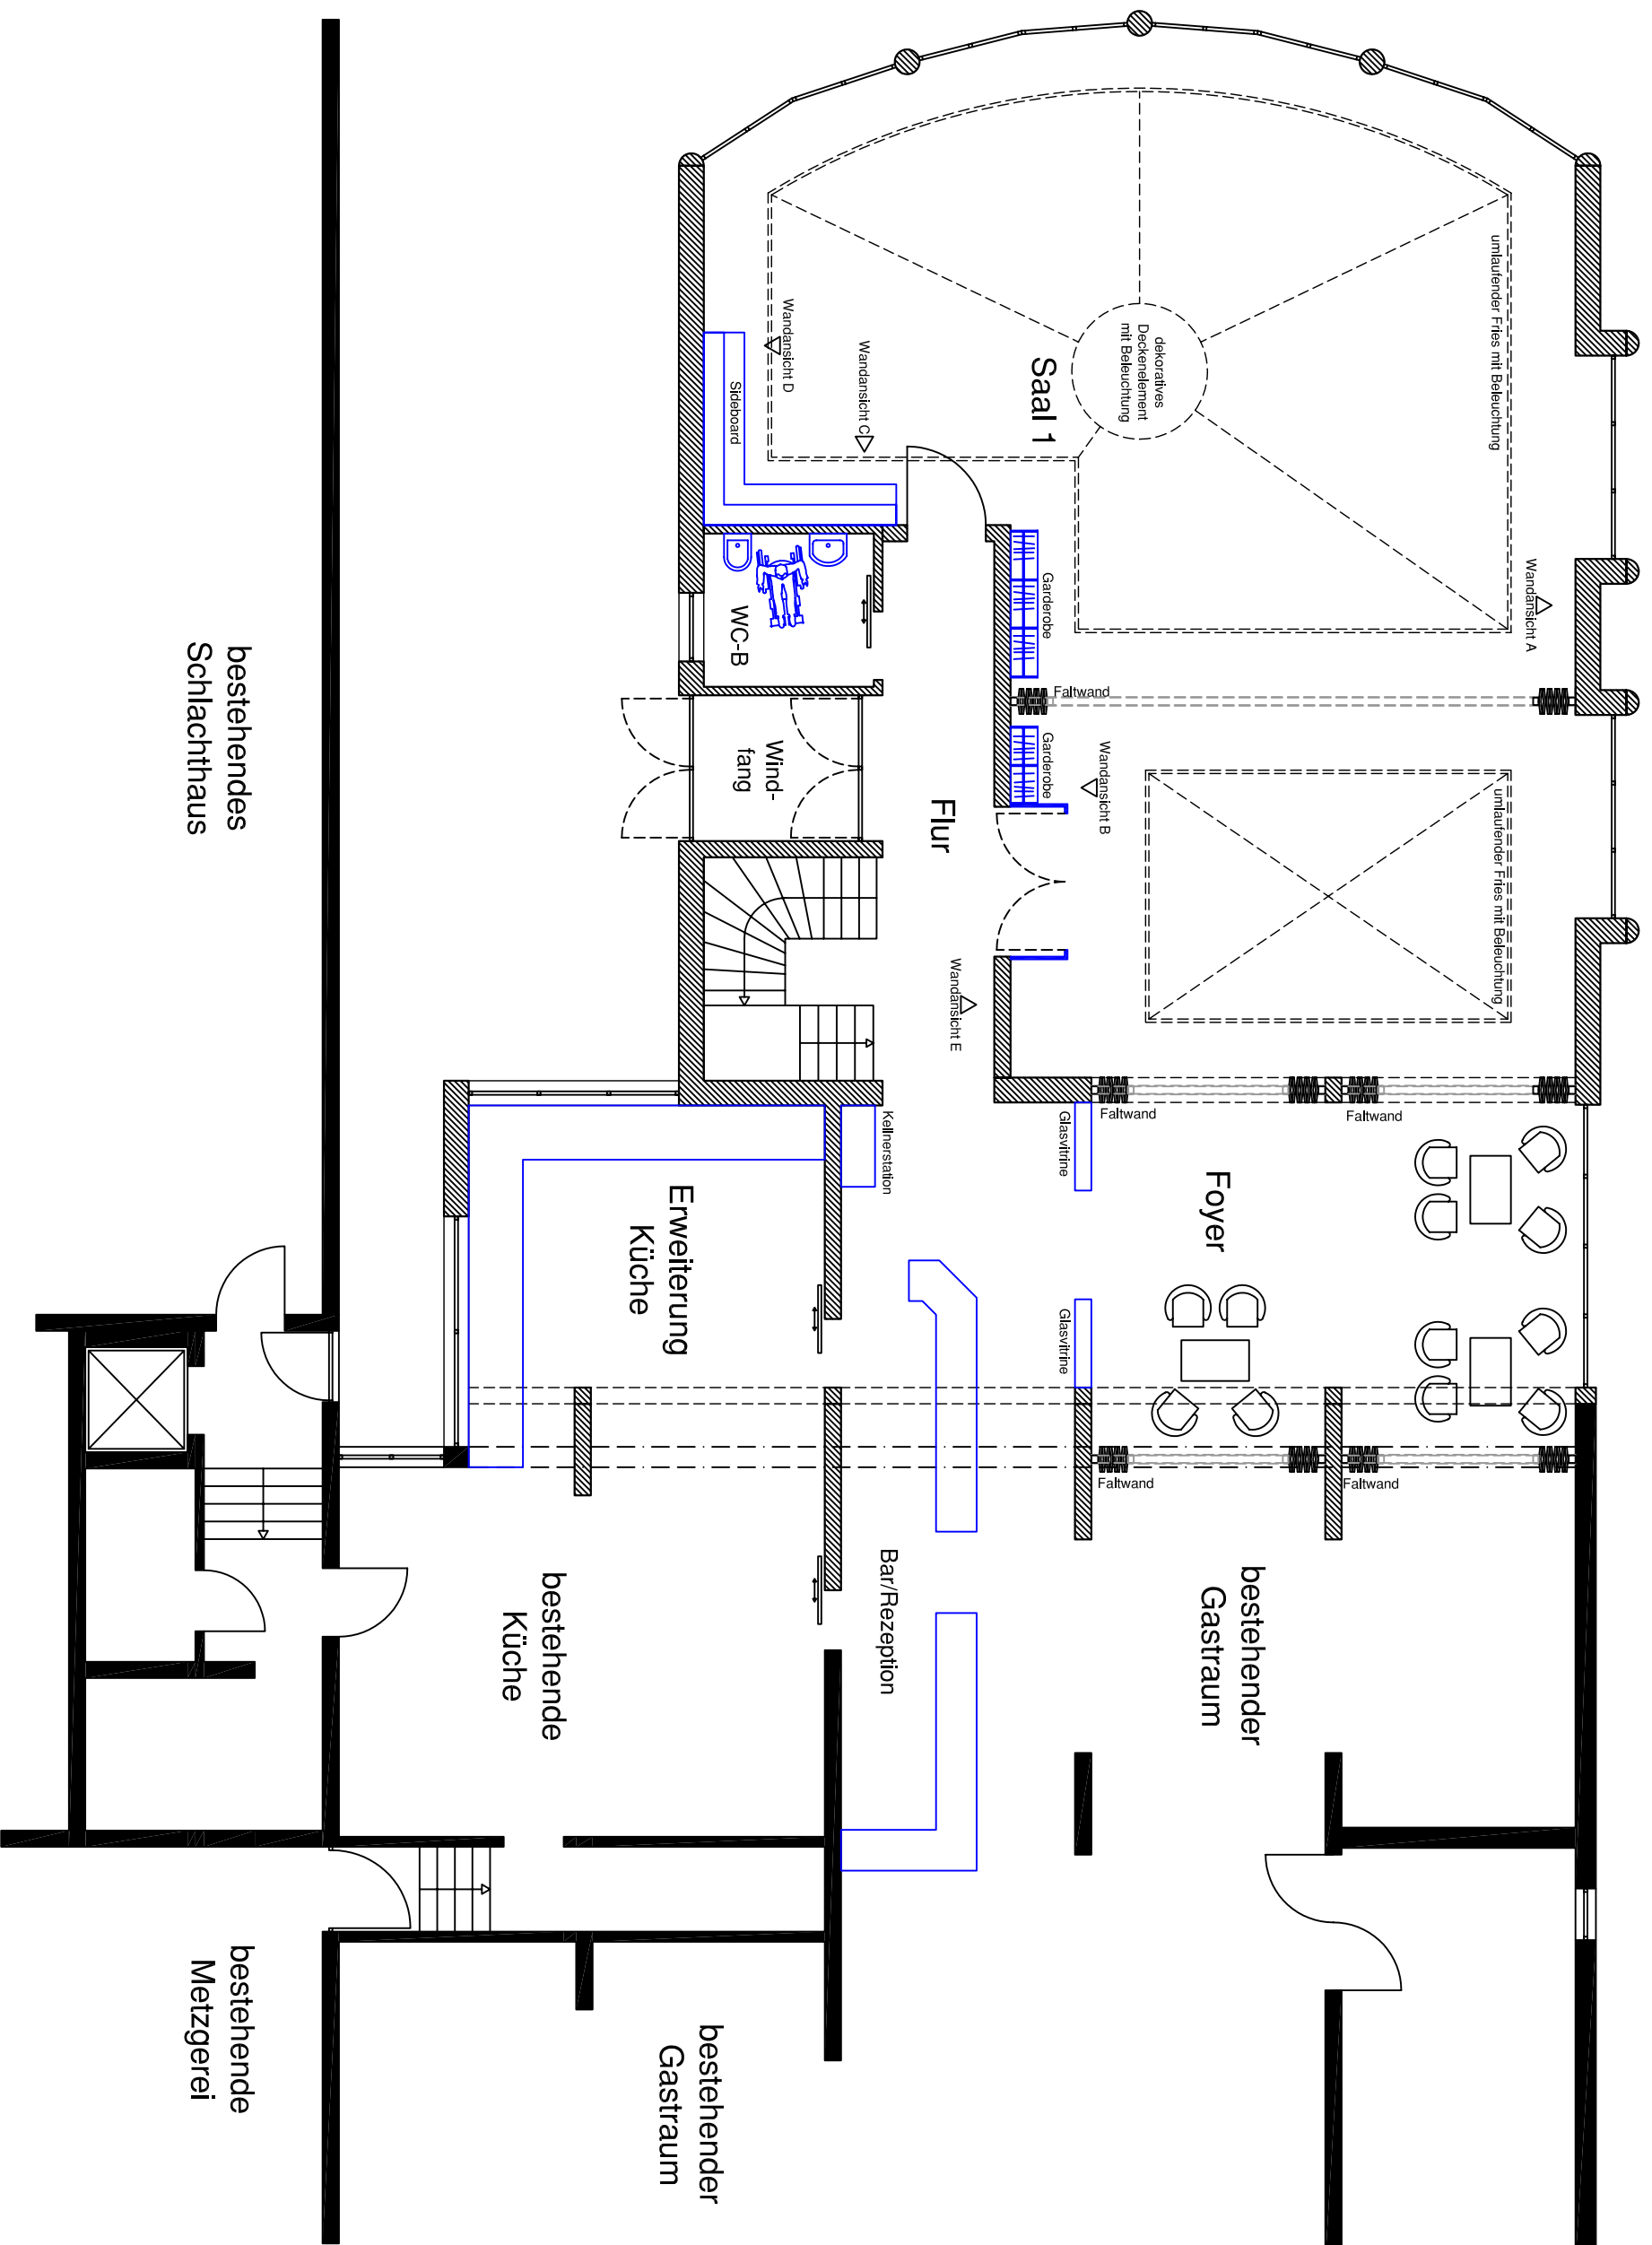 umlaufender Fries mit Beleuchtung
Wandansicht A
umlaufender Fries mit Beleuchtung
dekoratives
Deckenelement
mit Beleuchtung
Saal 1
Wandansicht C
Wandansicht D
Sideboard
Garderobe
Faltwand
Garderobe
Wandansicht B
WC-B
Wind-
fang
Flur
Wandansicht E
Faltwand
Faltwand
Glasvitrine
Foyer
Glasvitrine
Kellnerstation
Erweiterung
Küche
Faltwand
Faltwand
bestehender
Gastraum
Bar/Rezeption
bestehende
Küche
bestehendes
Schlachthaus
bestehender
Gastraum
bestehende
Metzgerei